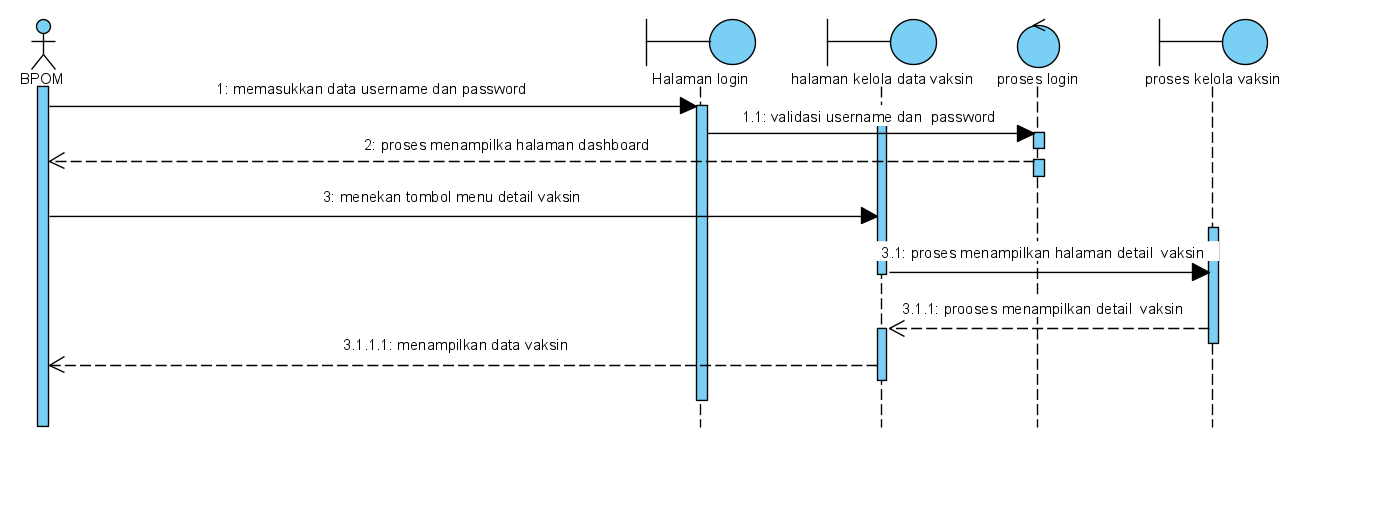 BPOM
Halaman login
halaman kelola data vaksin
proses login
proses kelola vaksin
1: memasukkan data username dan password
1.1: validasi username dan password
2: proses menampilka halaman dashboard
3: menekan tombol menu detail vaksin
3.1: proses menampilkan halaman detail vaksin
3.1.1: prooses menampilkan detail vaksin
3.1.1.1: menampilkan data vaksin